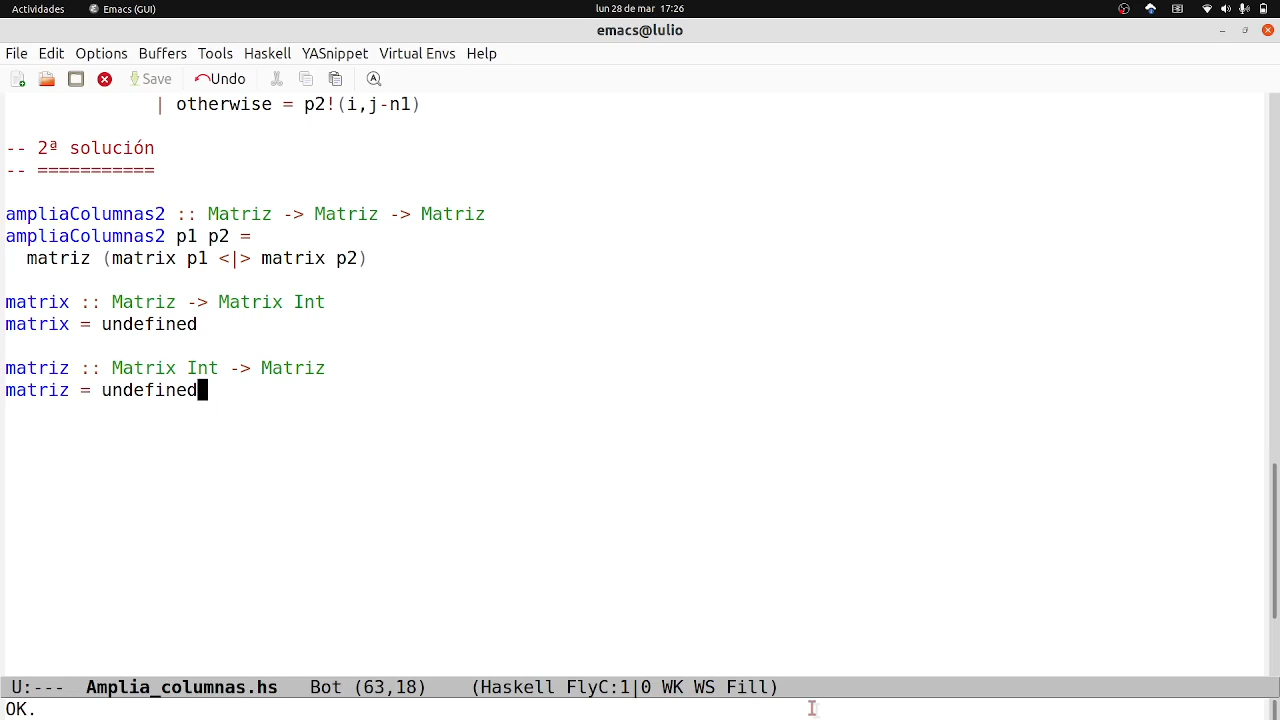 Actividades Emacs (GUI) lun 28 de mar 17:26
emacs@lulio
File Edit Options Buffers Tools Haskell YASnippet Virtual Envs Help
Save Undo
| otherwise = p2!(i,j-n1)
-- 2ª solución
-- ===========
ampliaColumnas2 :: Matriz -> Matriz -> Matriz
ampliaColumnas2 p1 p2 =
matriz (matrix p1 <|> matrix p2)
matrix :: Matriz -> Matrix Int
matrix = undefined
matriz :: Matrix Int -> Matriz
matriz = undefined
U:--- Amplia_columnas.hs Bot (63,18) (Haskell FlyC:1|0 WK WS Fill)
OK.